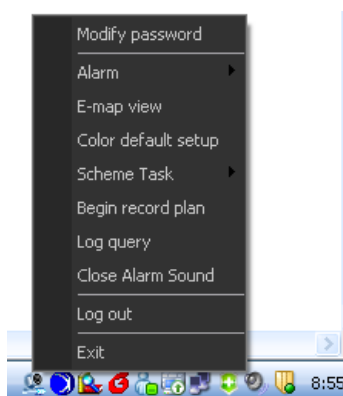 Modify password
Alarm
E-map view
Color default setup
Scheme Task
Begin record plan
Log query
Close Alarm Sound
Log out
Exit
8:55